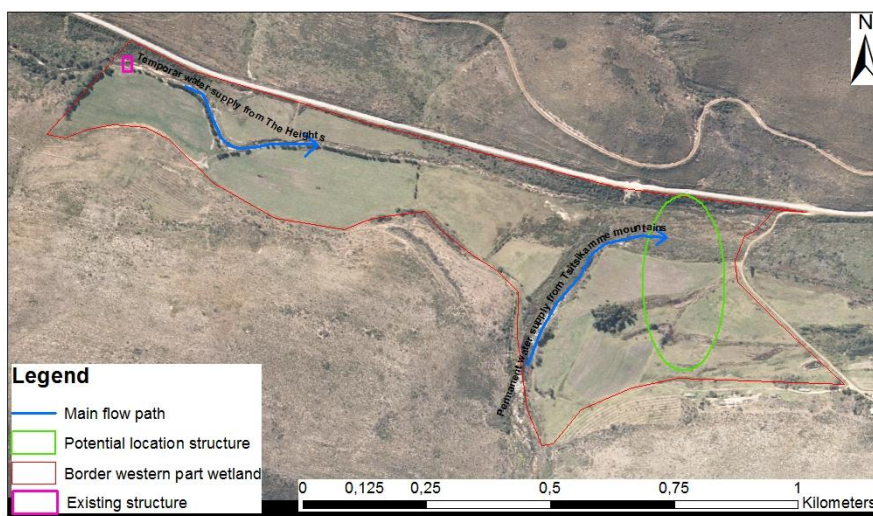 N
Temporar water supply from The Heights
Permanent water supply from Tsitsikamme mountains
Legend
Main flow path
Potential location structure
Border western part wetland
Existing structure
0 0,125 0,25 0,5 0,75 1
Kilometers